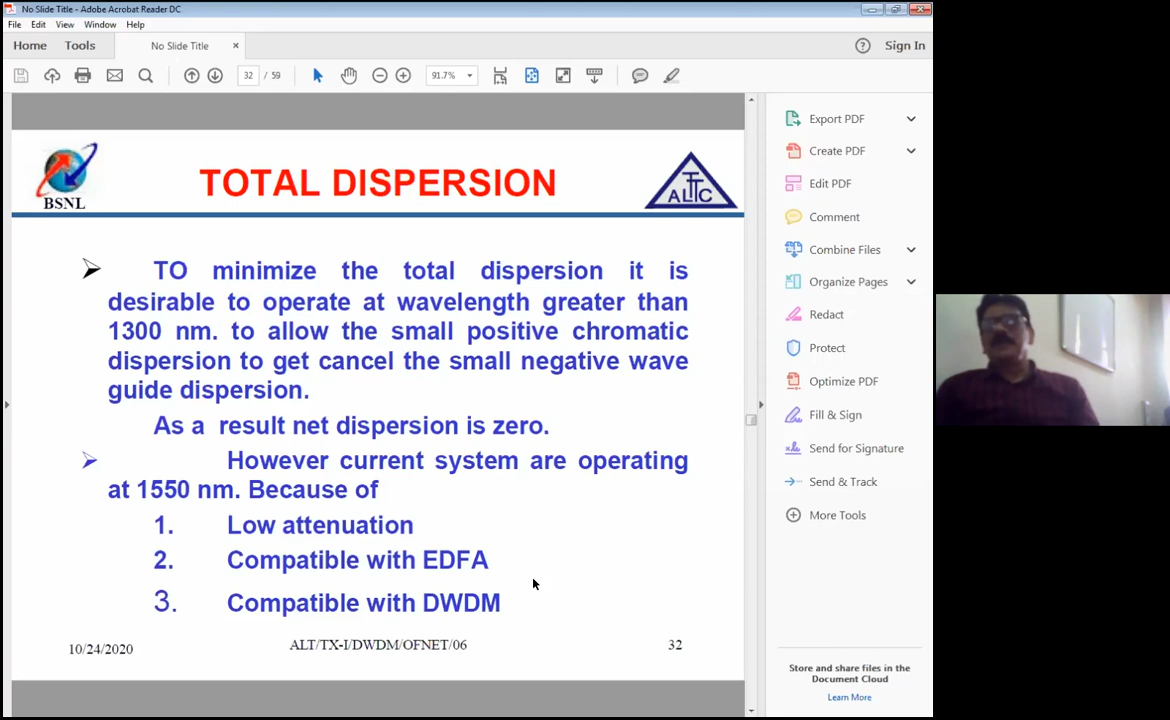 No Slide Title - Adobe Acrobat Reader DC
File Edit View Window Help
Home Tools No Slide Title × Sign In
32 / 59 91.7%
BSNL
TOTAL DISPERSION
ALTTC
TO minimize the total dispersion it is
desirable to operate at wavelength greater than
1300 nm. to allow the small positive chromatic
dispersion to get cancel the small negative wave
guide dispersion.
As a result net dispersion is zero.
However current system are operating
at 1550 nm. Because of
1. Low attenuation
2. Compatible with EDFA
3. Compatible with DWDM
10/24/2020 ALT/TX-I/DWDM/OFNET/06 32
Export PDF
Create PDF
Edit PDF
Comment
Combine Files
Organize Pages
Redact
Protect
Optimize PDF
Fill & Sign
Send for Signature
Send & Track
More Tools
Store and share files in the
Document Cloud
Learn More